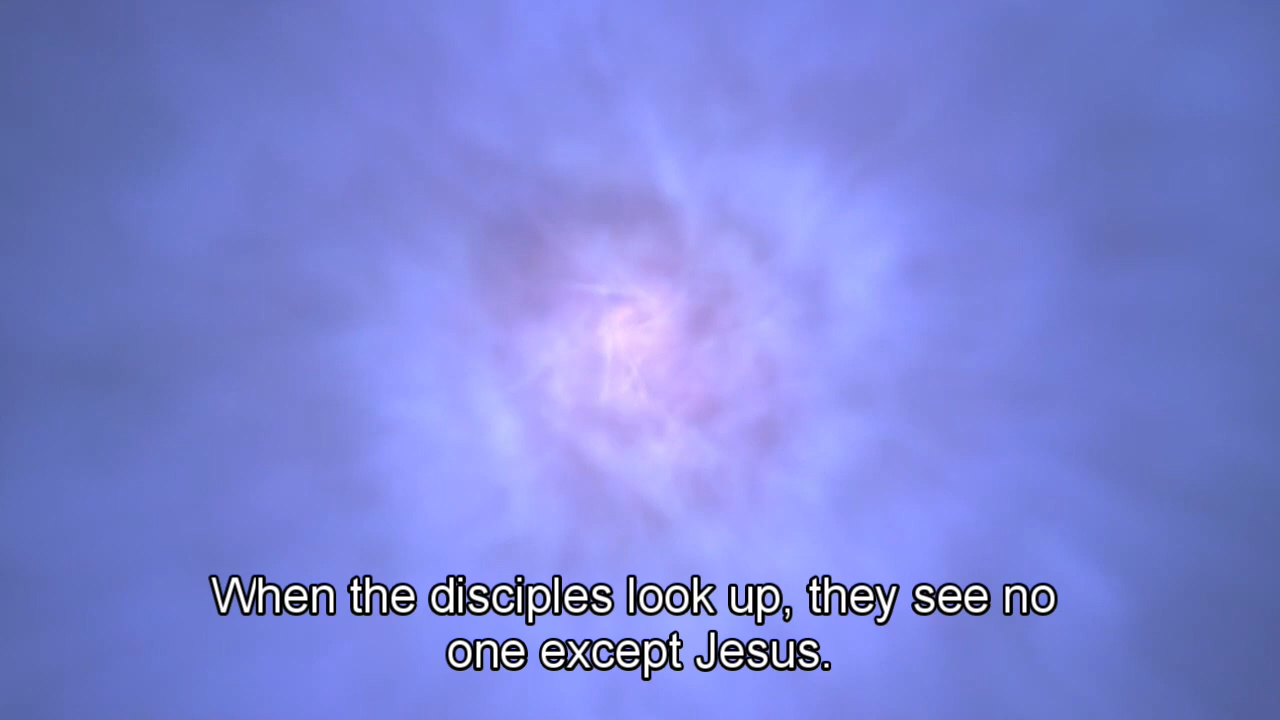 When the disciples look up, they see no
one except Jesus.